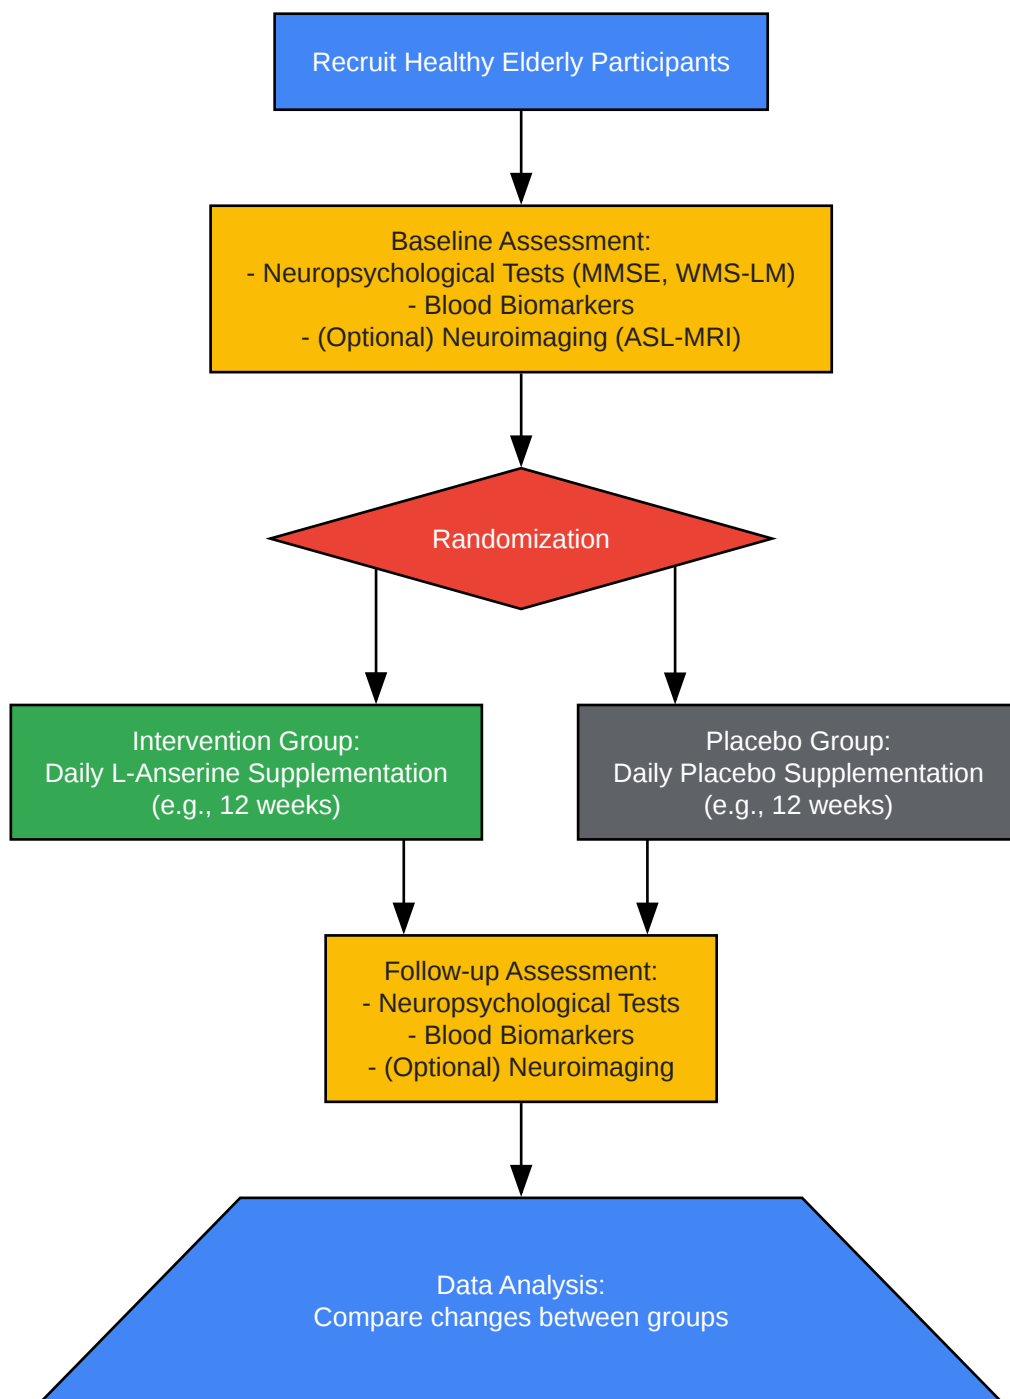 Recruit Healthy Elderly Participants
Baseline Assessment:
- Neuropsychological Tests (MMSE, WMS-LM)
- Blood Biomarkers
- (Optional) Neuroimaging (ASL-MRI)
Randomization
Intervention Group:
Daily L-Anserine Supplementation
(e.g., 12 weeks)
Placebo Group:
Daily Placebo Supplementation
(e.g., 12 weeks)
Follow-up Assessment:
- Neuropsychological Tests
- Blood Biomarkers
- (Optional) Neuroimaging
Data Analysis:
Compare changes between groups